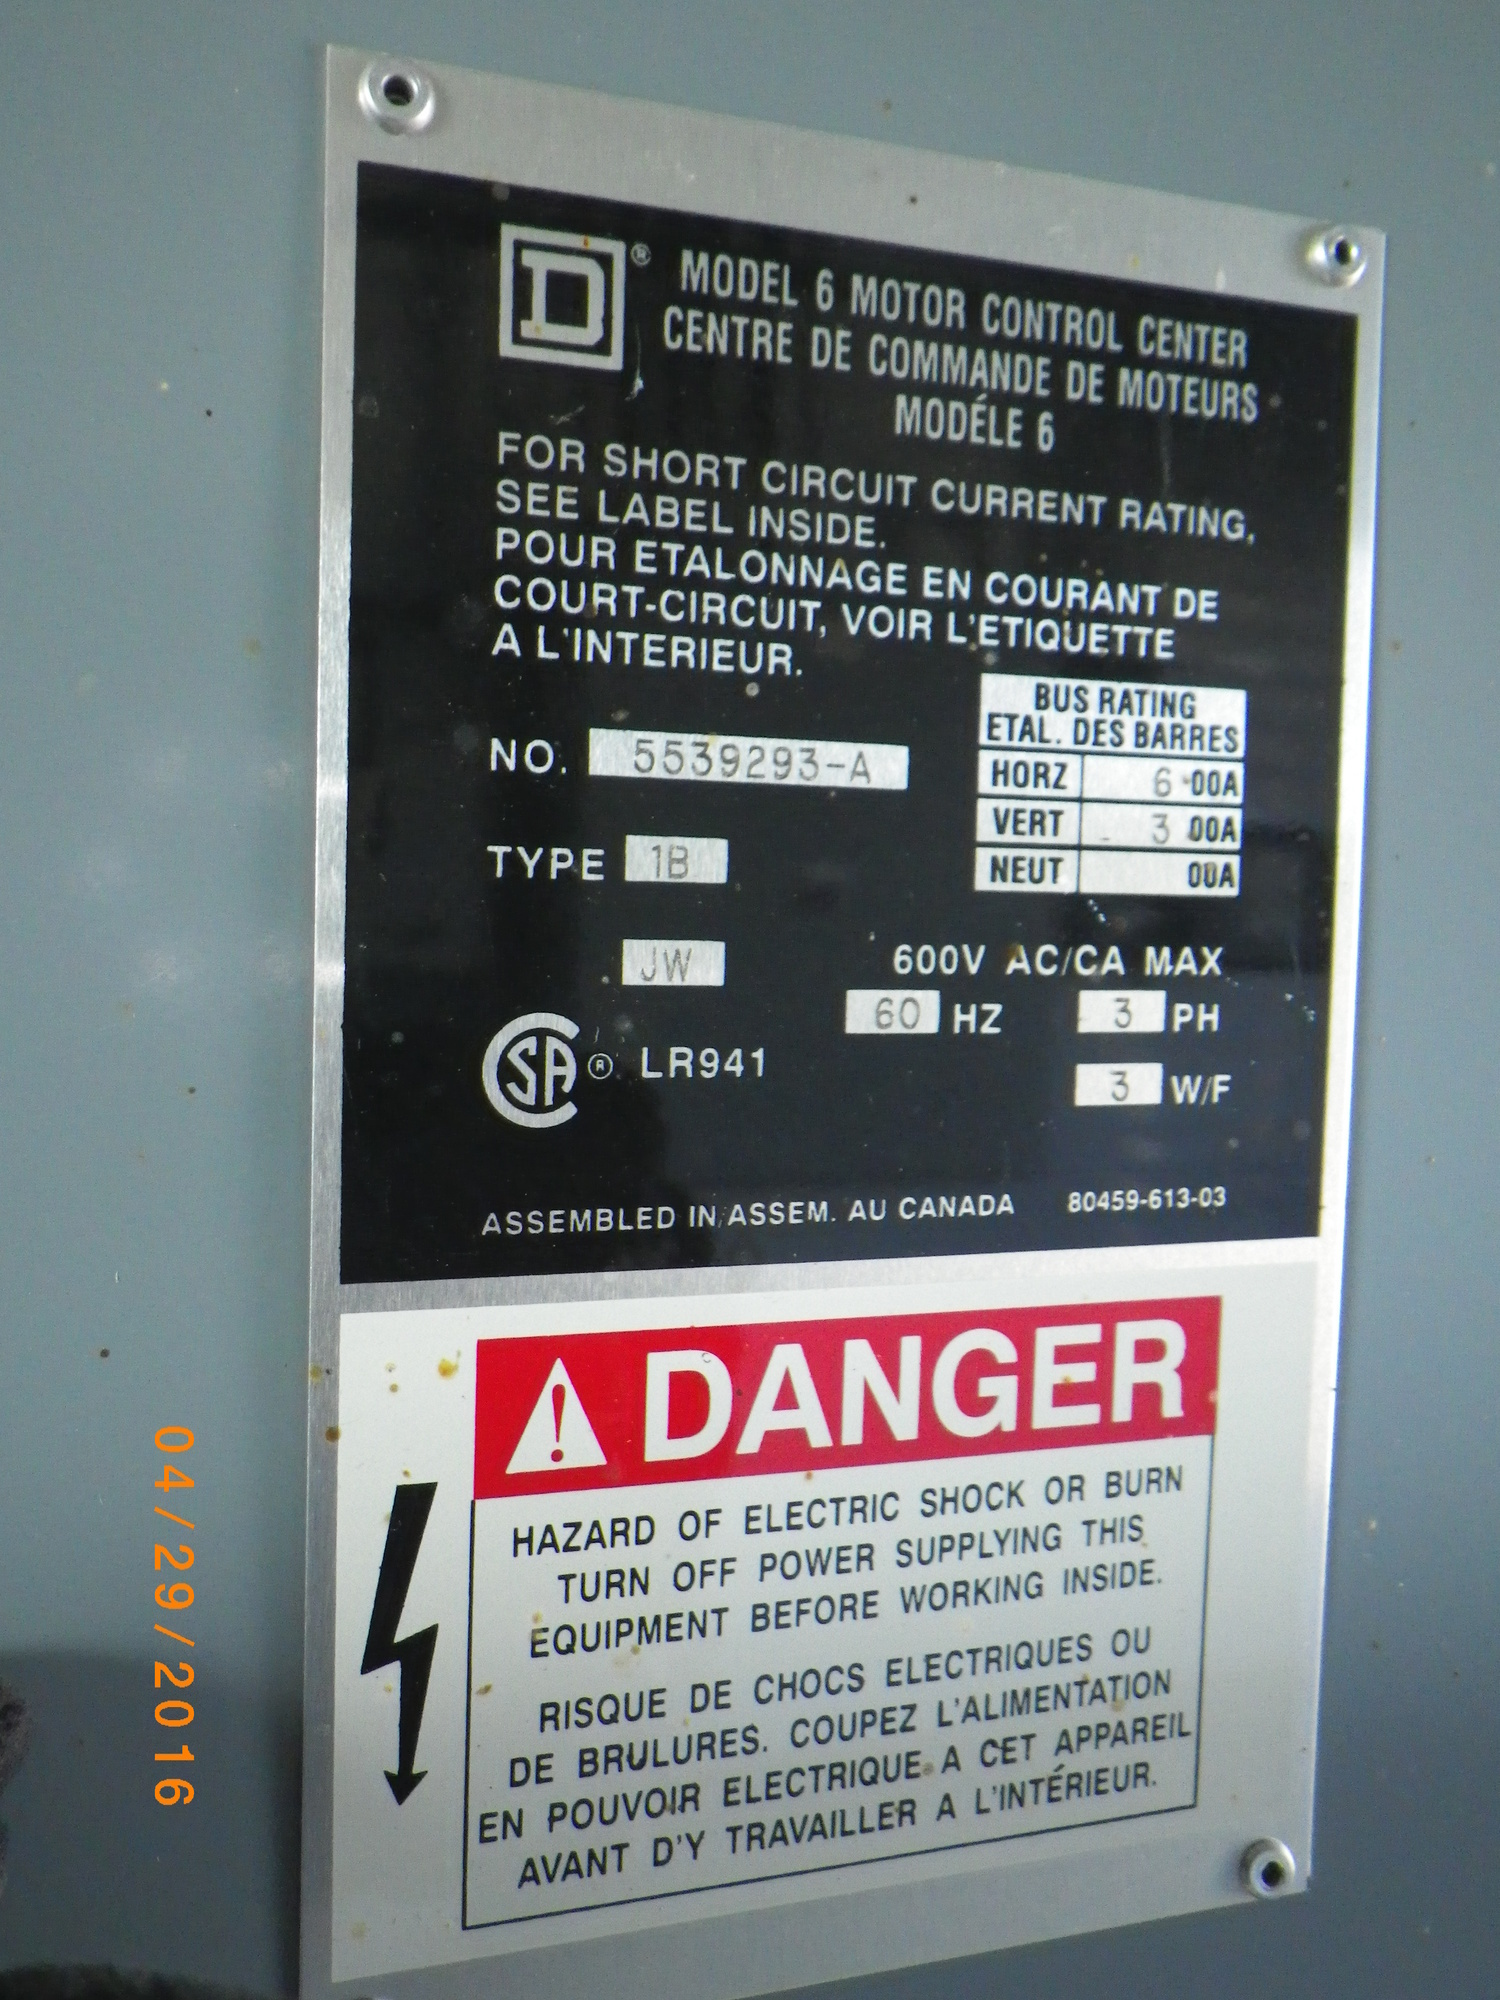 D ® MODEL 6 MOTOR CONTROL CENTER
CENTRE DE COMMANDE DE MOTEURS
MODÉLE 6
FOR SHORT CIRCUIT CURRENT RATING,
SEE LABEL INSIDE.
POUR ETALONNAGE EN COURANT DE
COURT-CIRCUIT, VOIR L'ETIQUETTE
A L'INTERIEUR.
BUS RATING
ETAL. DES BARRES
HORZ 6 00A
VERT 3 00A
NEUT 00A
NO. 5539293-A
TYPE 1B
JW
600V AC/CA MAX
60 HZ 3 PH
3 W/F
CSA ® LR941
ASSEMBLED IN/ASSEM. AU CANADA 80459-613-03
DANGER
HAZARD OF ELECTRIC SHOCK OR BURN
TURN OFF POWER SUPPLYING THIS
EQUIPMENT BEFORE WORKING INSIDE.
RISQUE DE CHOCS ELECTRIQUES OU
DE BRULURES. COUPEZ L'ALIMENTATION
EN POUVOIR ELECTRIQUE A CET APPAREIL
AVANT D'Y TRAVAILLER A L'INTÉRIEUR.
04/29/2016